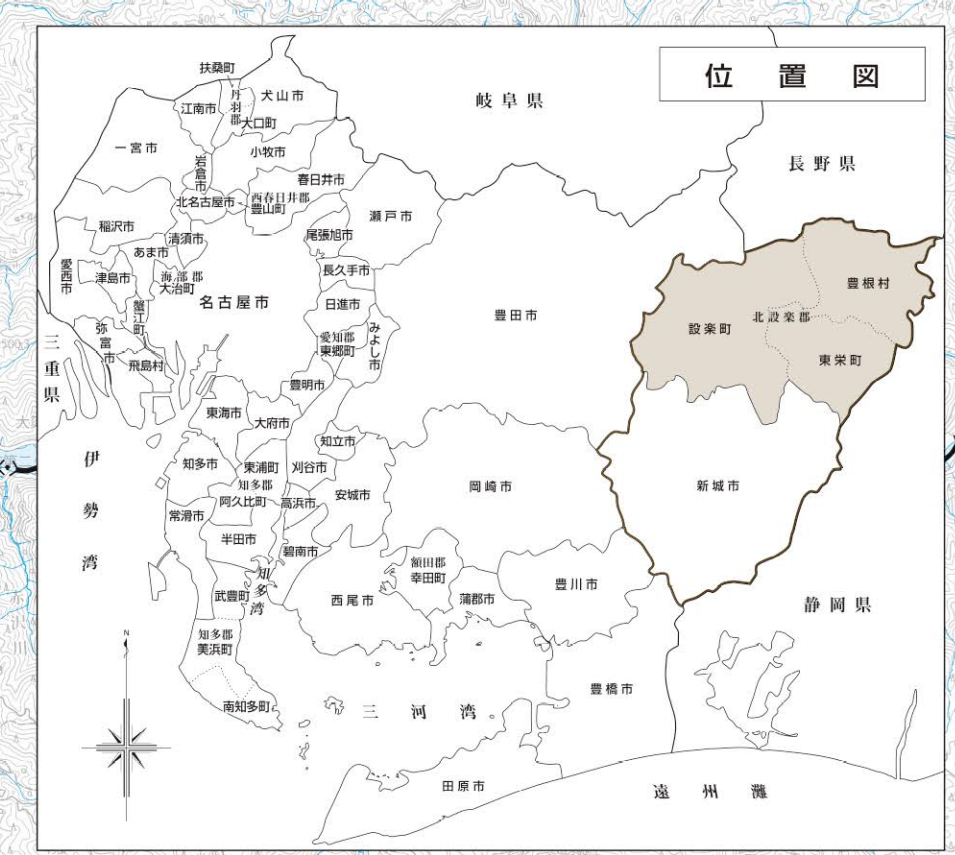 位置図
岐阜県
長野県
静岡県
三重県
伊勢湾
知多湾
三河湾
遠州灘
扶桑町
丹羽郡
犬山市
江南市
大口町
一宮市
小牧市
岩倉市
春日井市
西春日井郡
北名古屋市
豊山町
瀬戸市
稲沢市
清須市
尾張旭市
あま市
愛西市
津島市
海部郡
大治町
長久手市
名古屋市
蟹江町
日進市
豊田市
弥富市
愛知郡
東郷町
みよし市
飛島村
豊明市
豊根村
設楽町
北設楽郡
東栄町
東海市
大府市
知立市
知多市
東浦町
刈谷市
知多郡
阿久比町
高浜市
安城市
岡崎市
新城市
常滑市
半田市
碧南市
額田郡
幸田町
豊川市
武豊町
西尾市
蒲郡市
知多郡
美浜町
南知多町
豊橋市
田原市
N